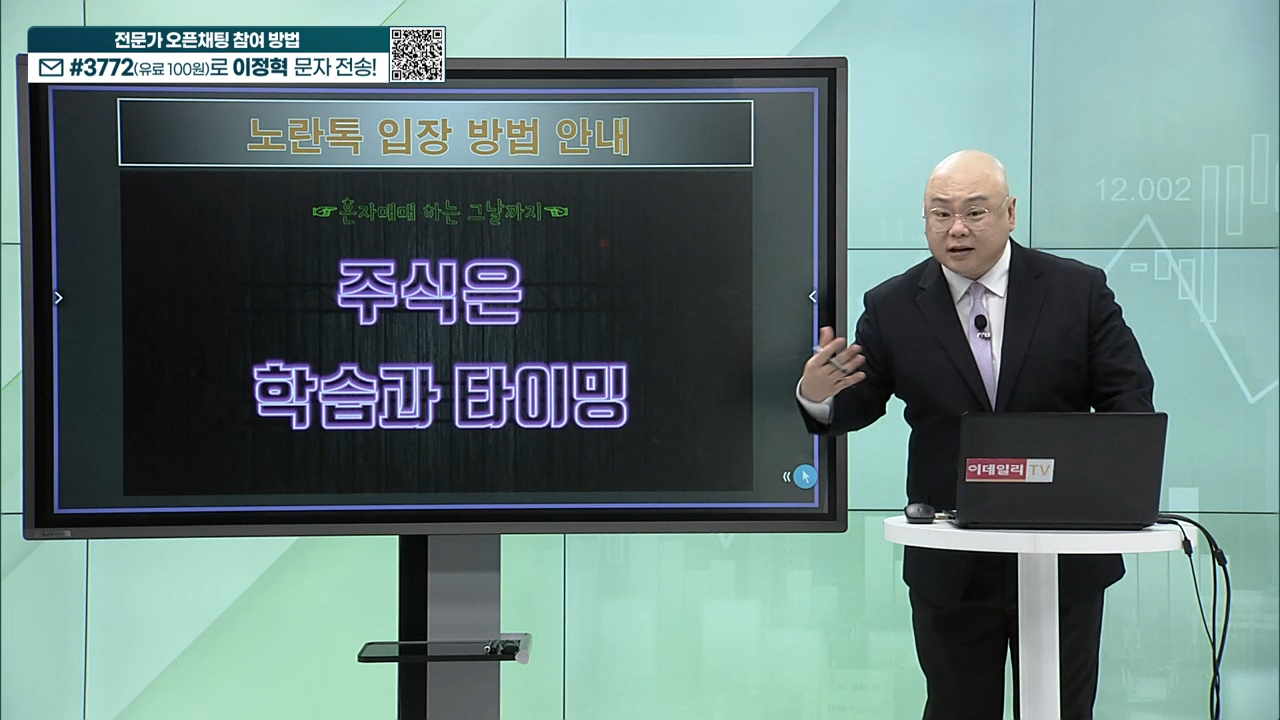 전문가 오픈채팅 참여 방법
#3772(유료 100원)로 이정혁 문자 전송!
노란톡 입장 방법 안내
☞혼자매매 하는 그날까지☜
주식은
학습과 타이밍
12.002
이데일리 TV